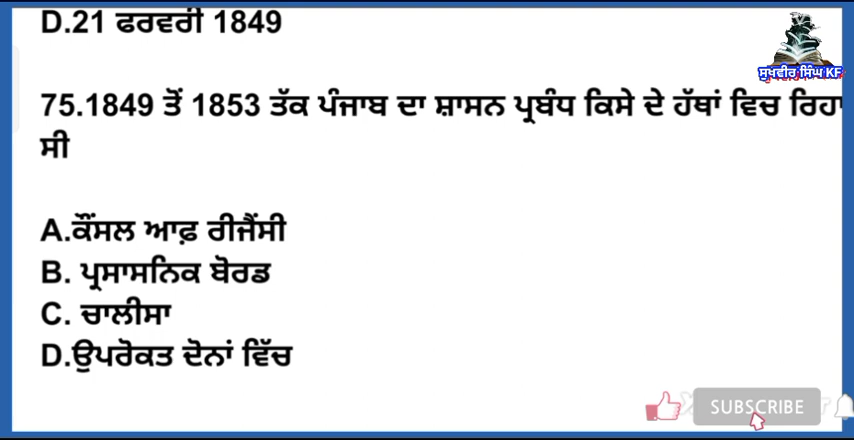 D.21 ਫਰਵਰੀ 1849
ਸੁਖਵੀਰ ਸਿੰਘ KF
75.1849 ਤੋਂ 1853 ਤੱਕ ਪੰਜਾਬ ਦਾ ਸ਼ਾਸਨ ਪ੍ਰਬੰਧ ਕਿਸੇ ਦੇ ਹੱਥਾਂ ਵਿਚ ਰਿਹਾ
ਸੀ
A.ਕੌਂਸਲ ਆਫ਼ ਰੀਜੈਂਸੀ
B. ਪ੍ਰਸਾਸਨਿਕ ਬੋਰਡ
C. ਚਾਲੀਸਾ
D.ਉਪਰੋਕਤ ਦੋਨਾਂ ਵਿੱਚ
SUBSCRIBE